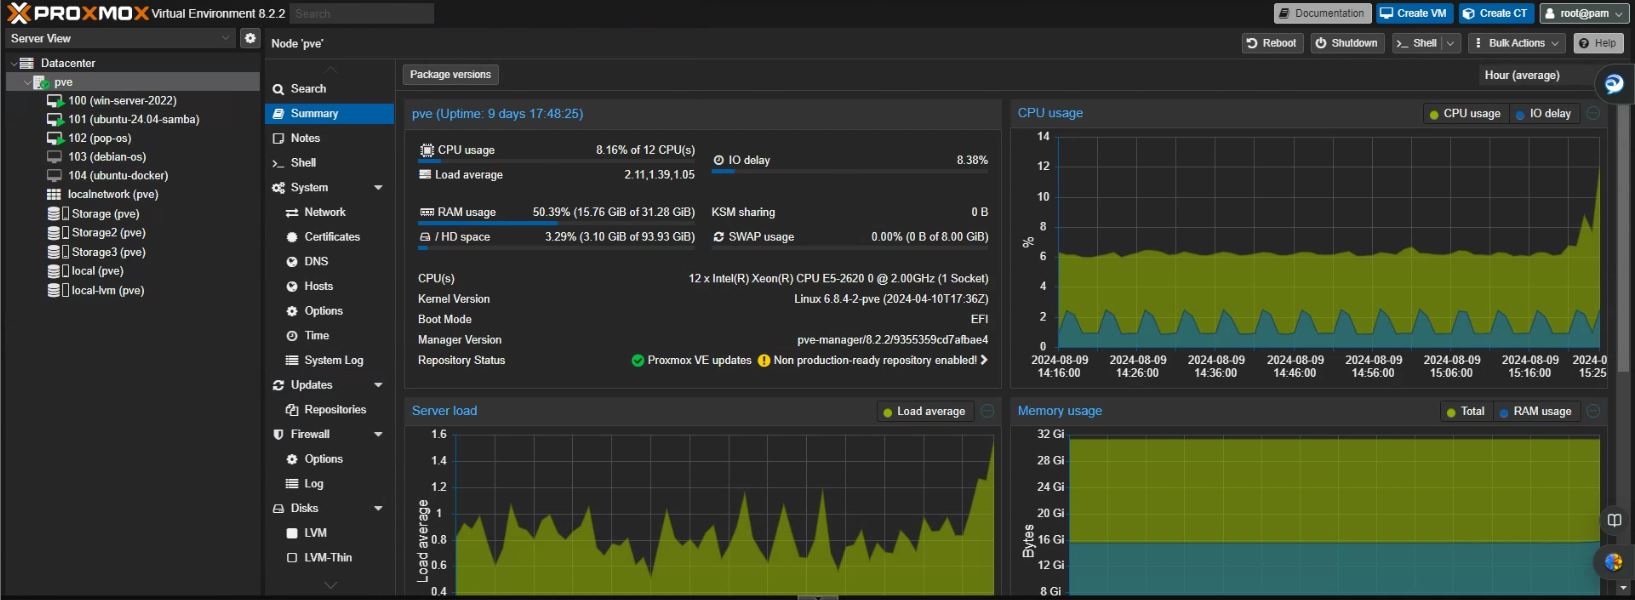 PROXMOX Virtual Environment 8.2.2 Search Documentation Create VM Create CT root@pam
Server View
Node 'pve' Reboot Shutdown Shell Bulk Actions Help
Datacenter
pve
100 (win-server-2022)
101 (ubuntu-24.04-samba)
102 (pop-os)
103 (debian-os)
104 (ubuntu-docker)
localnetwork (pve)
Storage (pve)
Storage2 (pve)
Storage3 (pve)
local (pve)
local-lvm (pve)
Search
Summary
Notes
Shell
System
Network
Certificates
DNS
Hosts
Options
Time
System Log
Updates
Repositories
Firewall
Options
Log
Disks
LVM
LVM-Thin
Package versions
Hour (average)
pve (Uptime: 9 days 17:48:25)
CPU usage 8.16% of 12 CPU(s)
IO delay 8.38%
Load average 2.11,1.39,1.05
RAM usage 50.39% (15.76 GiB of 31.28 GiB)
KSM sharing 0 B
/ HD space 3.29% (3.10 GiB of 93.93 GiB)
SWAP usage 0.00% (0 B of 8.00 GiB)
CPU(s) 12 x Intel(R) Xeon(R) CPU E5-2620 0 @ 2.00GHz (1 Socket)
Kernel Version Linux 6.8.4-2-pve (2024-04-10T17:36Z)
Boot Mode EFI
Manager Version pve-manager/8.2.2/9355359cd7afbae4
Repository Status Proxmox VE updates Non production-ready repository enabled!
CPU usage
CPU usage IO delay
14
12
10
8
6
4
2
0
%
2024-08-09 2024-08-09 2024-08-09 2024-08-09 2024-08-09 2024-08-09 2024-08-09 2024-0
14:16:00 14:26:00 14:36:00 14:46:00 14:56:00 15:06:00 15:16:00 15:25
Server load
Load average
1.6
1.4
1.2
1
0.8
0.6
0.4
Load average
Memory usage
Total RAM usage
32 Gi
28 Gi
24 Gi
20 Gi
16 Gi
12 Gi
8 Gi
Bytes